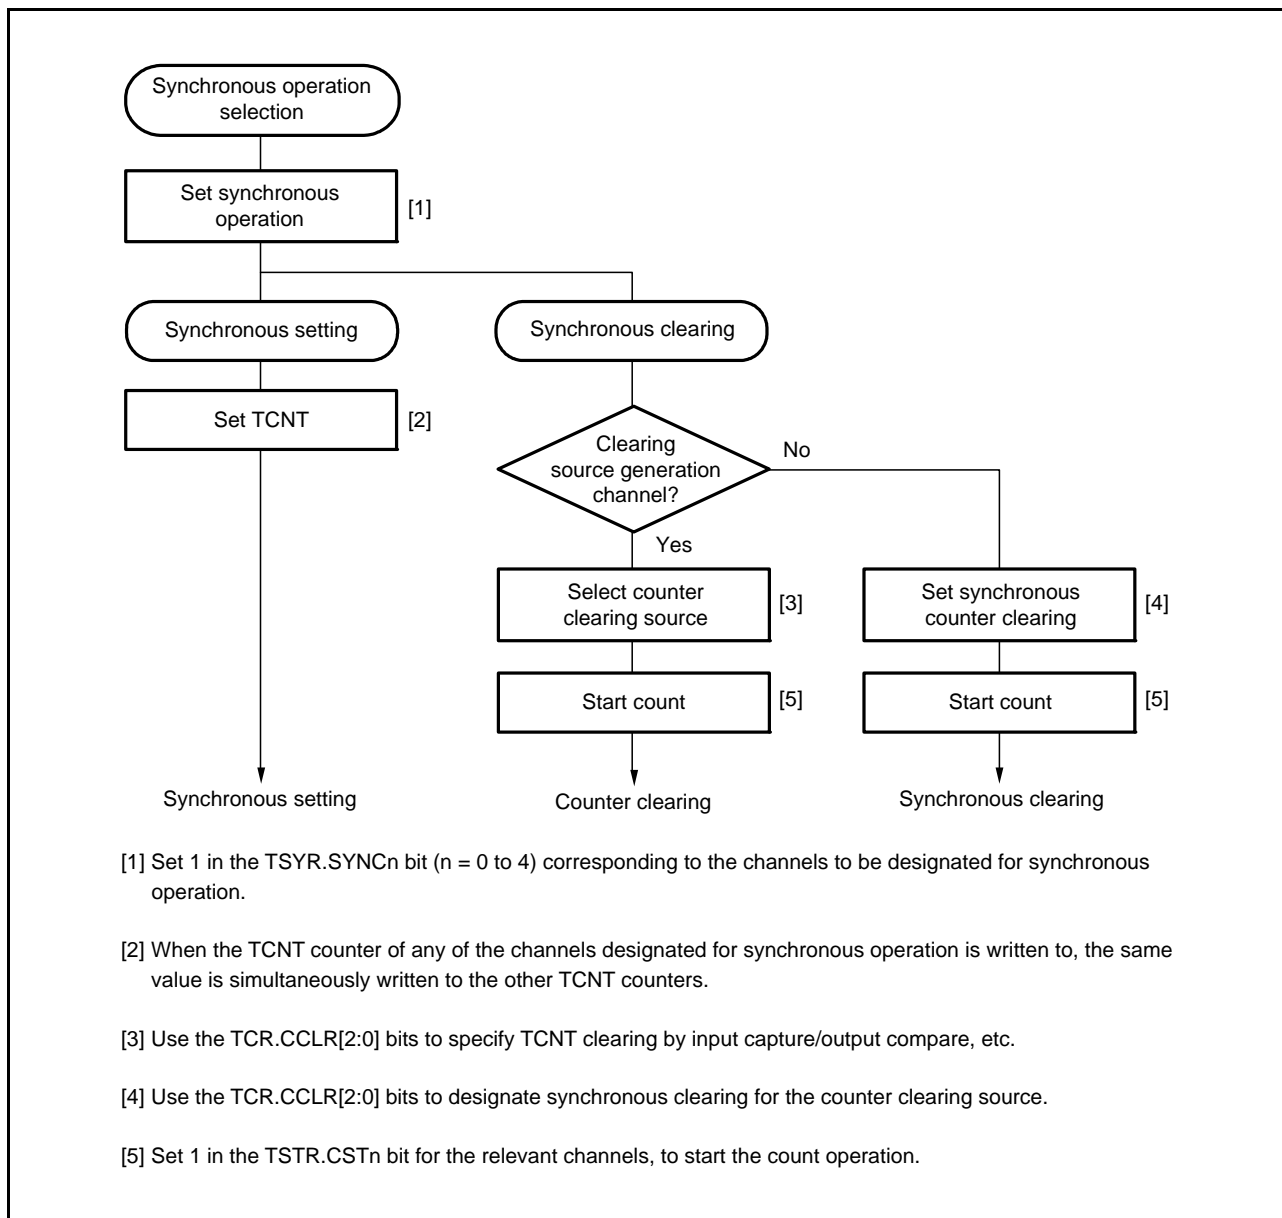 Synchronous operation
selection
Set synchronous
operation
[1]
Synchronous setting
Synchronous clearing
Set TCNT
[2]
Clearing
source generation
channel?
No
Yes
Select counter
clearing source
[3]
Set synchronous
counter clearing
[4]
Start count
[5]
Start count
[5]
Synchronous setting
Counter clearing
Synchronous clearing
[1] Set 1 in the TSYR.SYNCn bit (n = 0 to 4) corresponding to the channels to be designated for synchronous
operation.
[2] When the TCNT counter of any of the channels designated for synchronous operation is written to, the same
value is simultaneously written to the other TCNT counters.
[3] Use the TCR.CCLR[2:0] bits to specify TCNT clearing by input capture/output compare, etc.
[4] Use the TCR.CCLR[2:0] bits to designate synchronous clearing for the counter clearing source.
[5] Set 1 in the TSTR.CSTn bit for the relevant channels, to start the count operation.